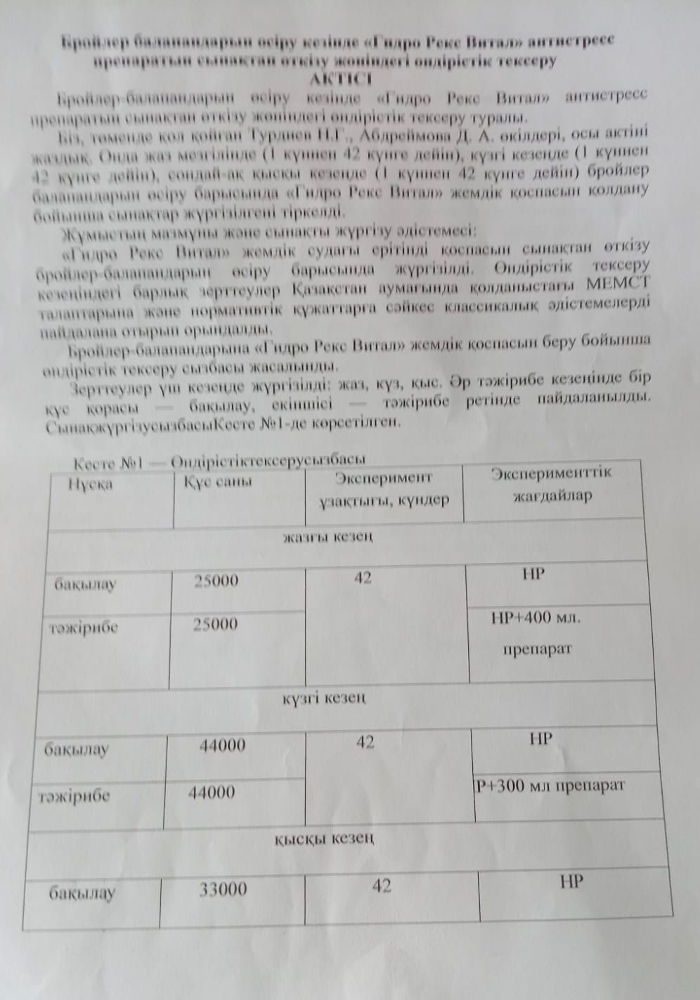 Бройлер балапандарын өсіру кезінде «Гидро Рекс Витал» антистресс
препаратын сынақтан өткізу жөніндегі өндірістік тексеру
АКТІСІ
Бройлер-балапандарын өсіру кезінде «Гидро Рекс Витал» антистресс
препаратын сынақтан өткізу жөніндегі өндірістік тексеру туралы.
Біз, төменде қол қойған Турдиев Н.Г., Абдреймова Д. А. өкілдері, осы актіні
жаздық. Онда жаз мезгілінде (1 күннен 42 күнге дейін), күзгі кезеңде (1 күннен
42 күнге дейін), сондай-ақ қысқы кезеңде (1 күннен 42 күнге дейін) бройлер
балапандарын өсіру барысында «Гидро Рекс Витал» жемдік қоспасын қолдану
бойынша сынақтар жүргізілгені тіркелді.
Жұмыстың мазмұны және сынақты жүргізу әдістемесі:
«Гидро Рекс Витал» жемдік судағы ерітінді қоспасын сынақтан өткізу
бройлер-балапандарын өсіру барысында жүргізілді. Өндірістік тексеру
кезеңіндегі барлық зерттеулер Қазақстан аумағында қолданыстағы МЕМСТ
талаптарына және нормативтік құжаттарға сәйкес классикалық әдістемелерді
пайдалана отырып орындалды.
Бройлер-балапандарына «Гидро Рекс Витал» жемдік қоспасын беру бойынша
өндірістік тексеру сызбасы жасалынды.
Зерттеулер үш кезеңде жүргізілді: жаз, күз, қыс. Әр тәжірибе кезеңінде бір
құс қорасы — бақылау, екіншісі — тәжірибе ретінде пайдаланылды.
СынақжүргізусызбасыКесте №1-де көрсетілген.
Кесте №1 — Өндірістіктексерусызбасы
Нұсқа Құс саны Эксперимент Эксперименттік
ұзақтығы, күндер жағдайлар
жазғы кезең
бақылау 25000 42 НР
тәжірибе 25000 НР+400 мл.
препарат
күзгі кезең
бақылау 44000 42 НР
тәжірибе 44000 Р+300 мл препарат
қысқы кезең
бақылау 33000 42 НР